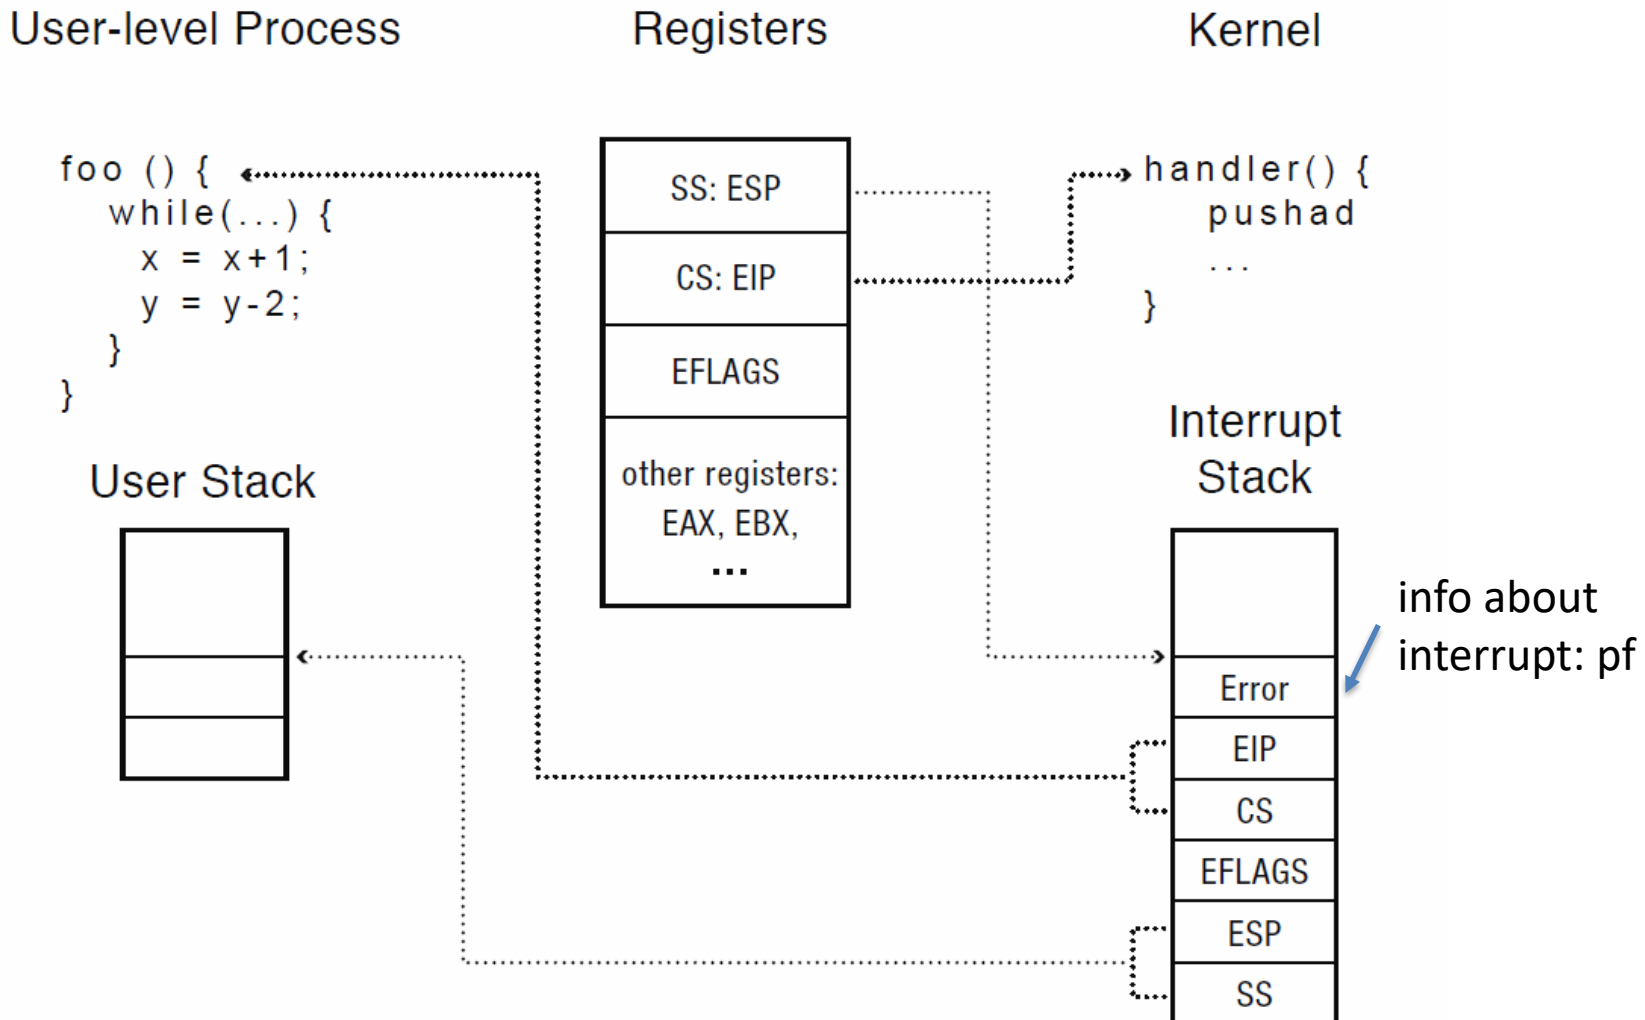 User-level Process
Registers
Kernel
foo () {
while(...) {
x = x+1;
y = y-2;
}
}
SS: ESP
CS: EIP
EFLAGS
other registers:
EAX, EBX,
...
handler() {
pushad
...
}
User Stack
Interrupt
Stack
Error
EIP
CS
EFLAGS
ESP
SS
info about
interrupt: pf